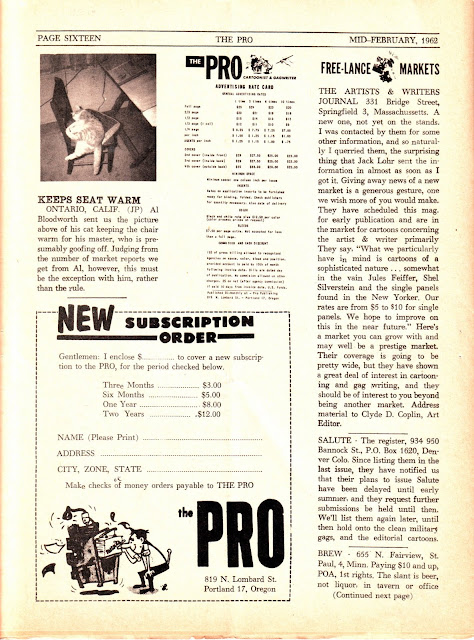 PAGE SIXTEEN
THE PRO
MID-FEBRUARY, 1962
KEEPS SEAT WARM
ONTARIO, CALIF. (JP) Al
Bloodworth sent us the picture
above of his cat keeping the chair
warm for his master, who is pre-
sumably goofing off. Judging from
the number of market reports we
get from Al, however, this must
be the exception with him, rather
than the rule.
THE PRO
CARTOONIST & GAGWRITER
ADVERTISING RATE CARD
NEW SUBSCRIPTION
ORDER
Gentlemen: I enclose $............... to cover a new subscrip-
tion to the PRO, for the period checked below.
Three Months ................ $3.00
Six Months ................ $5.00
One Year ................ $8.00
Two Years ................ $12.00
NAME (Please Print)
ADDRESS
CITY, ZONE, STATE
or
Make checks of money orders payable to THE PRO
the PRO
819 N. Lombard St.
Portland 17, Oregon
FREE-LANCE MARKETS
THE ARTISTS & WRITERS
JOURNAL 331 Bridge Street,
Springfield 3, Massachussetts. A
new one, not yet on the stands.
I was contacted by them for some
other information, and so natural-
ly I querried them, the surprising
thing that Jack Lohr sent the in-
formation in almost as soon as I
got it. Giving away news of a new
market is a generous gesture, one
we wish more of you would make.
They have scheduled this mag.
for early publication and are in
the market for cartoons concerning
the artist & writer primarily
They say. "What we particularly
have in mind is cartoons of a
sophisticated nature . . . somewhat
in the vain Jules Feiffer, Shel
Silverstein and the single panels
found in the New Yorker. Our
rates are from $5 to $10 for single
panels. We hope to improve on
this in the near future." Here's
a market you can grow with and
may well be a prestige market.
Their coverage is going to be
pretty wide, but they have shown
a great deal of interest in cartoon-
ing and gag writing, and they
should be of interest to you beyond
being another market. Address
material to Clyde D. Coplin, Art
Editor.
SALUTE - The register, 934 950
Bannock St., P.O. Box 1620, Den-
ver Colo. Since listing them in the
last issue, they have notified us
that their plans to issue Salute
have been delayed until early
summer. and they request further
submissions be held until then.
We'll list them again later, until
then hold onto the clean military
gags, and the editorial cartoons.
BREW - 655 N. Fairview, St.
Paul, 4, Minn. Paying $10 and up,
POA, 1st rights. The slant is beer,
not liquor, in tavern or office
(Continued next page)